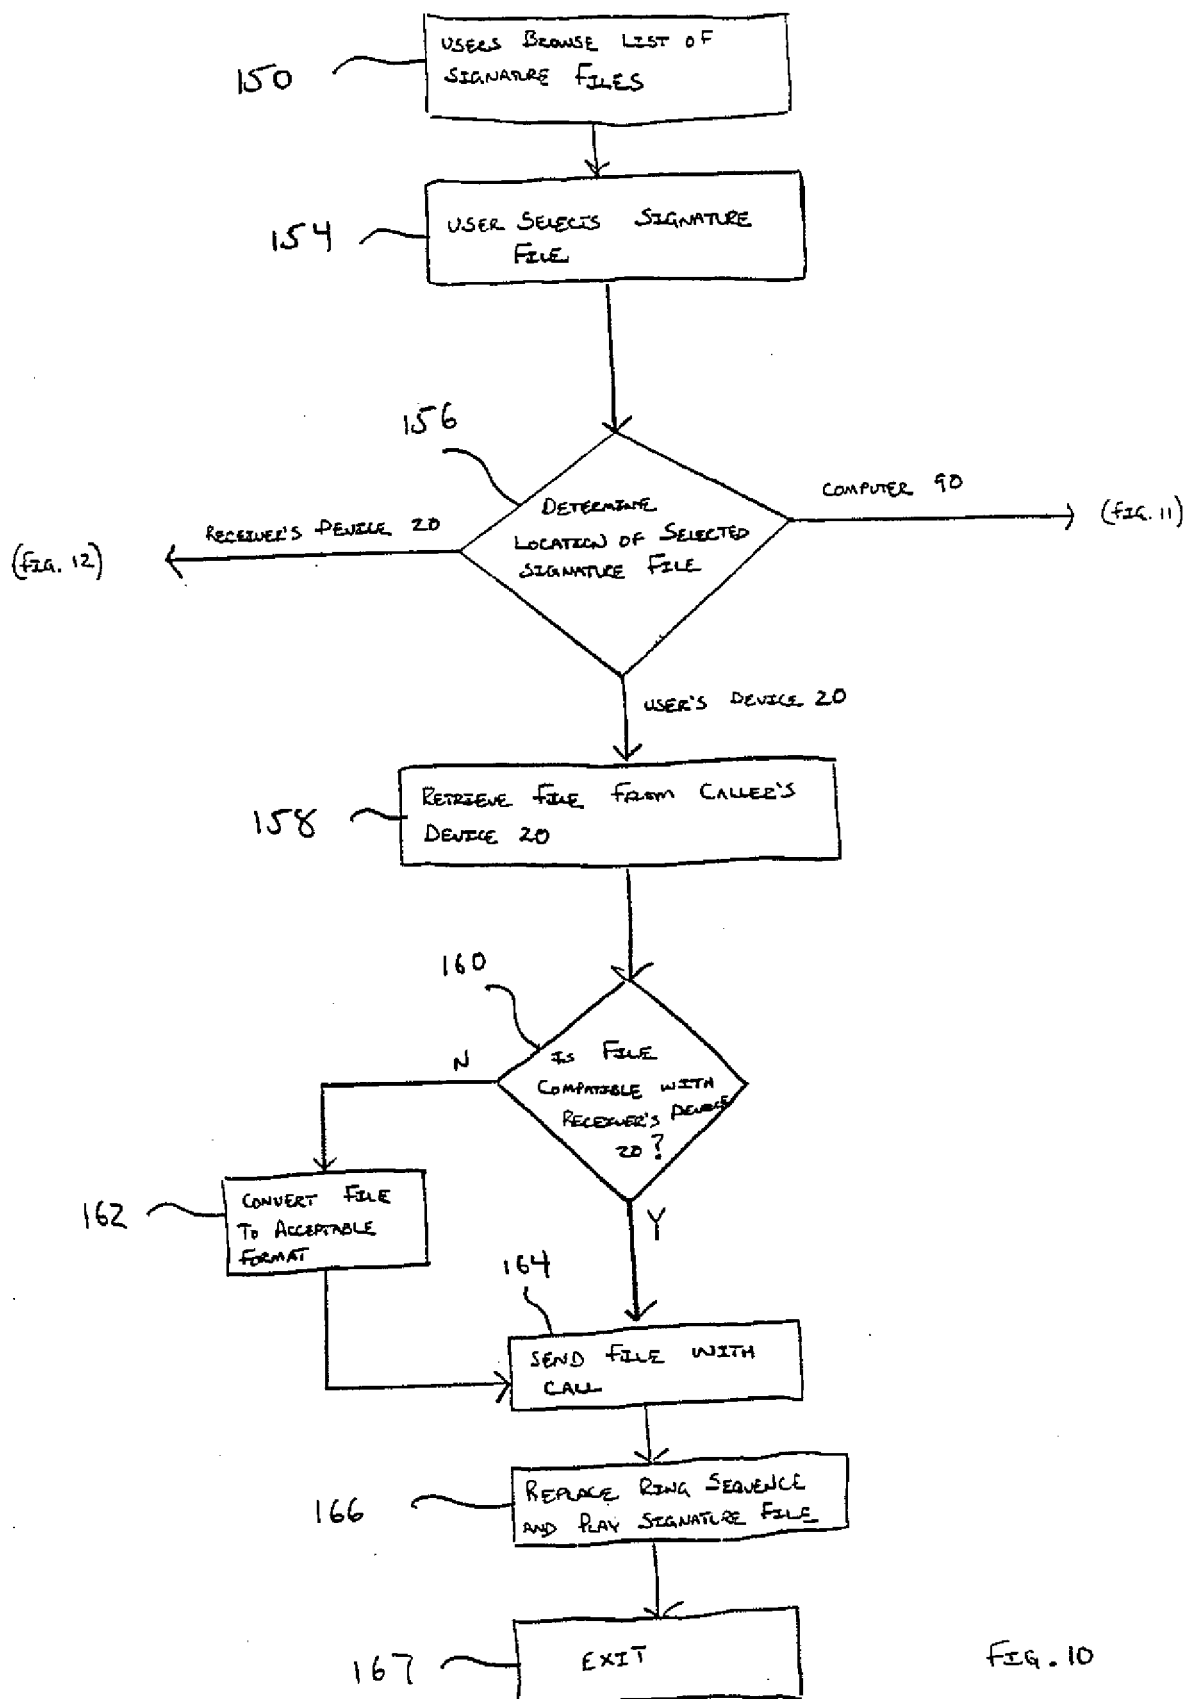 USERS BROWSE LIST OF
SIGNATURE FILES
150
USER SELECTS SIGNATURE
FILE
154
156
DETERMINE
LOCATION OF SELECTED
SIGNATURE FILE
COMPUTER 90
(FIG. 11)
RECEIVER'S DEVICE 20
(FIG. 12)
USER'S DEVICE 20
RETRIEVE FILE FROM CALLER'S
DEVICE 20
158
160
N
IS FILE
COMPATIBLE WITH
RECEIVER'S DEVICE
20?
Y
162
CONVERT FILE
TO ACCEPTABLE
FORMAT
164
SEND FILE WITH
CALL
REPLACE RING SEQUENCE
AND PLAY SIGNATURE FILE
166
EXIT
167
FIG. 10